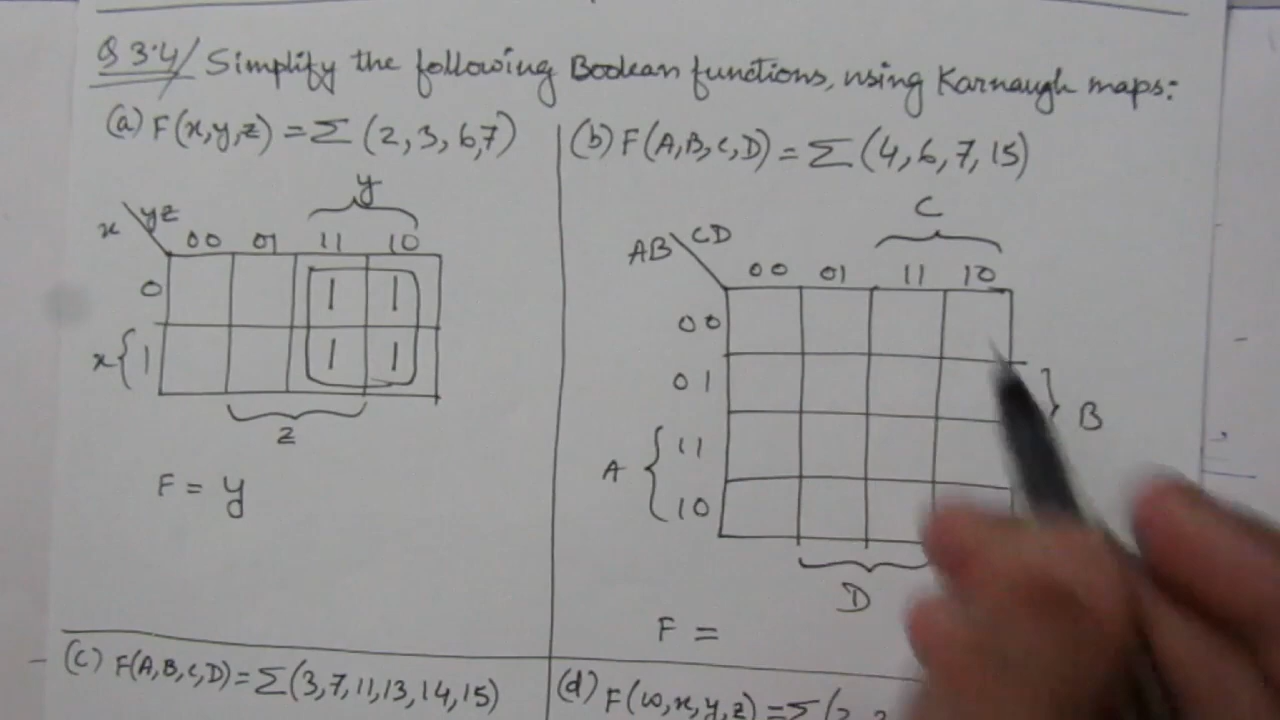 Q 3.4/ Simplify the following Boolean functions, using Karnaugh maps:
(a) F(x,y,z) = Σ (2, 3, 6,7)
y
x yz
00 01 11 10
0 1 1
x{ 1 1 1
z
F = y
(b) F(A,B,C,D) = Σ (4, 6, 7, 15)
C
AB CD
00 01 11 10
00
01
B
11
A
10
D
F =
(c) F(A,B,C,D) = Σ(3,7,11,13,14,15)
(d) F(w,x,y,z) = Σ(2,